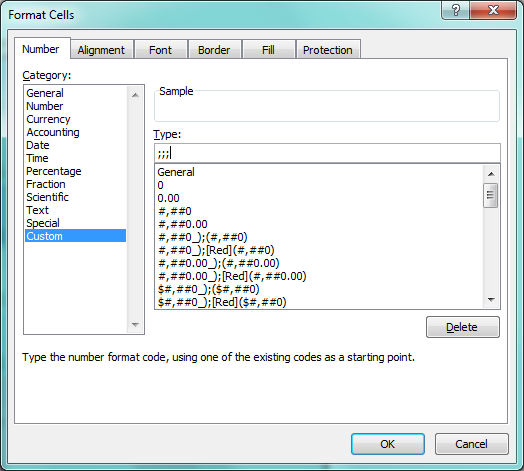 Format Cells
Number Alignment Font Border Fill Protection
Category:
General
Number
Currency
Accounting
Date
Time
Percentage
Fraction
Scientific
Text
Special
Custom
Sample
Type:
;;;
General
0
0.00
#,##0
#,##0.00
#,##0_);(#,##0)
#,##0_);[Red](#,##0)
#,##0.00_);(#,##0.00)
#,##0.00_);[Red](#,##0.00)
$#,##0_);($#,##0)
$#,##0_);[Red]($#,##0)
Delete
Type the number format code, using one of the existing codes as a starting point.
OK Cancel